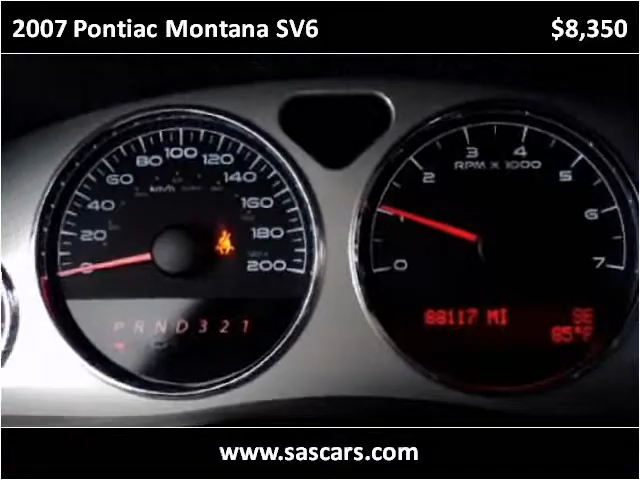 2007 Pontiac Montana SV6 $8,350
20 40 60 80 100 120 140 160 180 200
km/h
P R N D 3 2 1
0 1 2 3 4 5 6 7
RPM X 1000
88117 MI SE
85°F
www.sascars.com